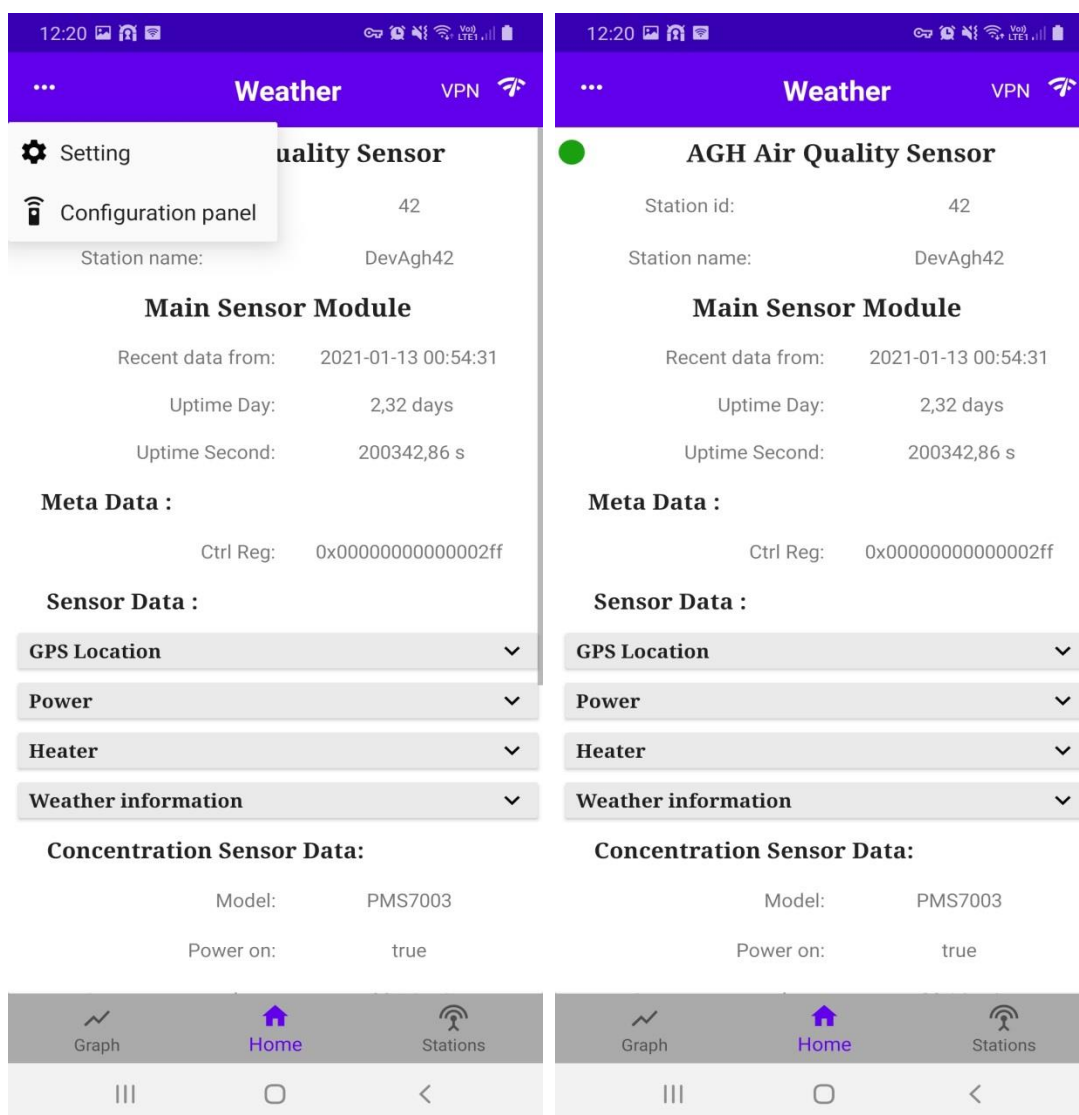 12:20
Vo))
LTE1
... Weather VPN
Setting
Configuration panel
uality Sensor
42
Station name: DevAgh42
Main Sensor Module
Recent data from: 2021-01-13 00:54:31
Uptime Day: 2,32 days
Uptime Second: 200342,86 s
Meta Data :
Ctrl Reg: 0x00000000000002ff
Sensor Data :
GPS Location
Power
Heater
Weather information
Concentration Sensor Data:
Model: PMS7003
Power on: true
Graph Home Stations
12:20
Vo))
LTE1
... Weather VPN
AGH Air Quality Sensor
Station id: 42
Station name: DevAgh42
Main Sensor Module
Recent data from: 2021-01-13 00:54:31
Uptime Day: 2,32 days
Uptime Second: 200342,86 s
Meta Data :
Ctrl Reg: 0x00000000000002ff
Sensor Data :
GPS Location
Power
Heater
Weather information
Concentration Sensor Data:
Model: PMS7003
Power on: true
Graph Home Stations